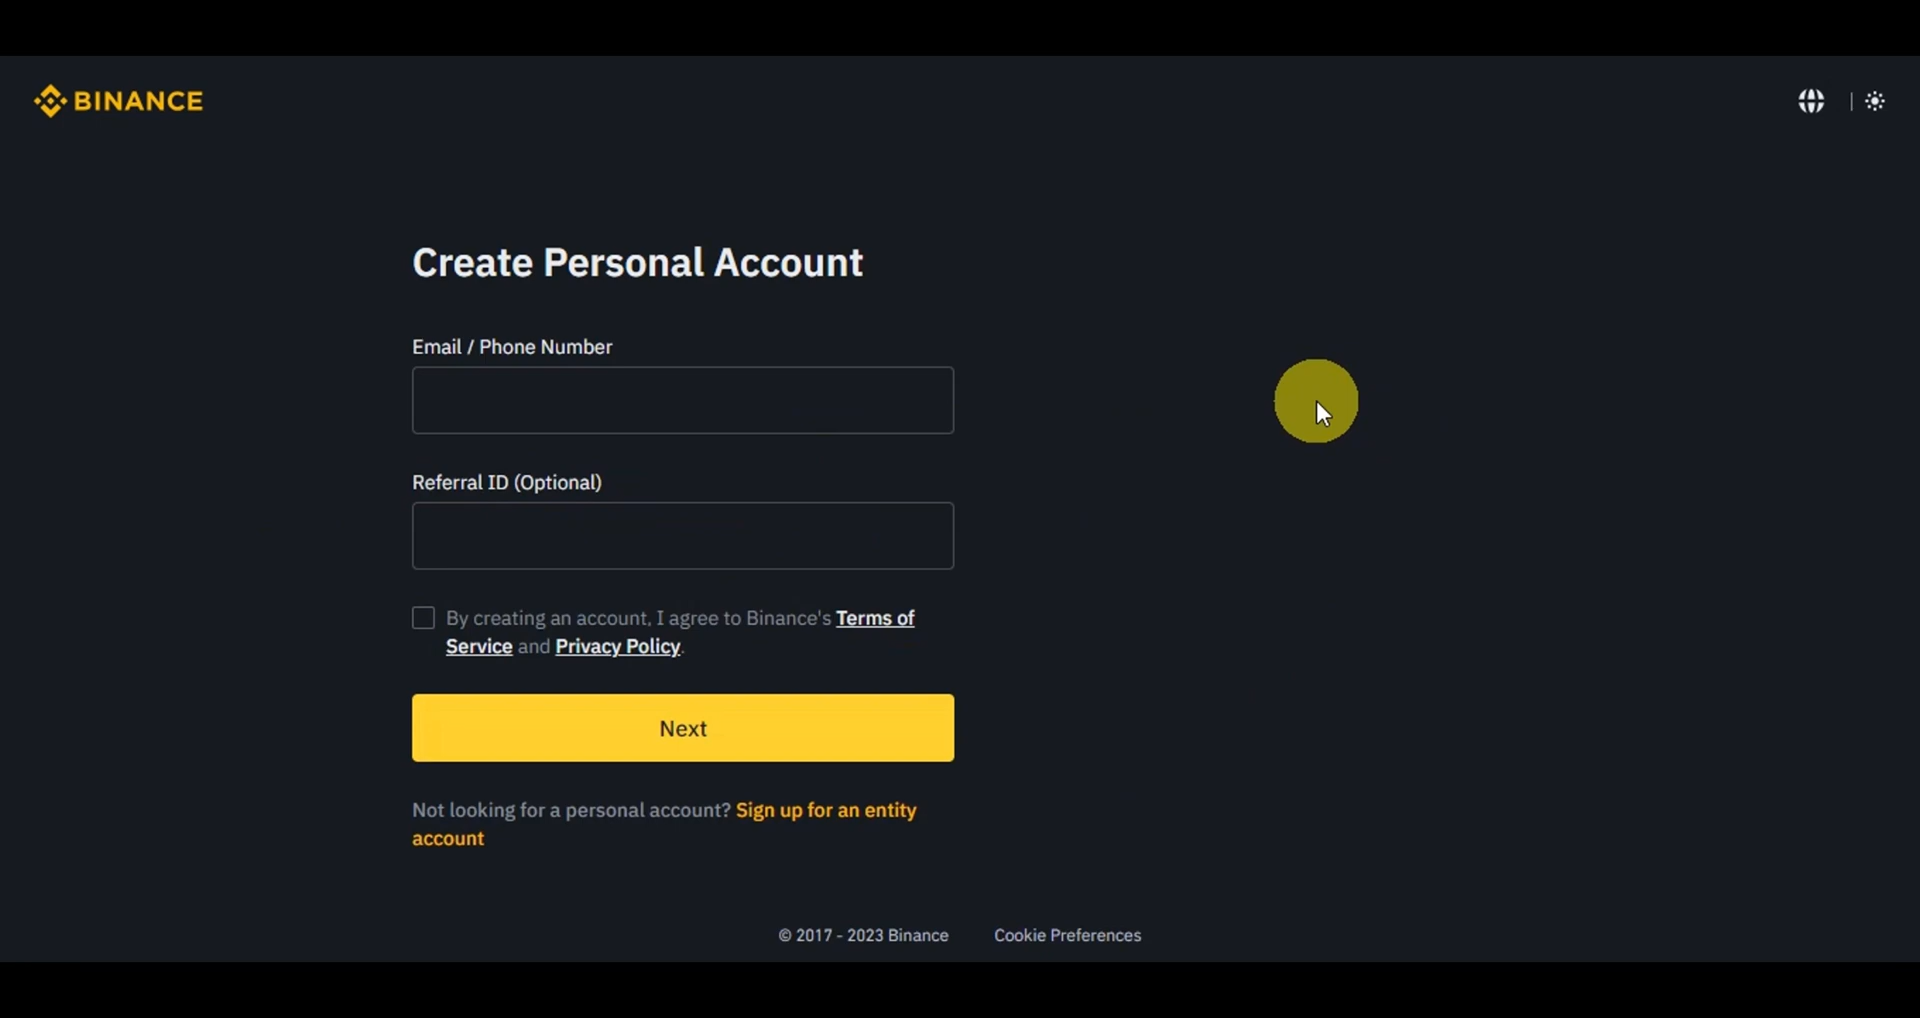 BINANCE
Create Personal Account
Email / Phone Number
Referral ID (Optional)
By creating an account, I agree to Binance's Terms of
Service and Privacy Policy.
Next
Not looking for a personal account? Sign up for an entity
account
© 2017 - 2023 Binance Cookie Preferences